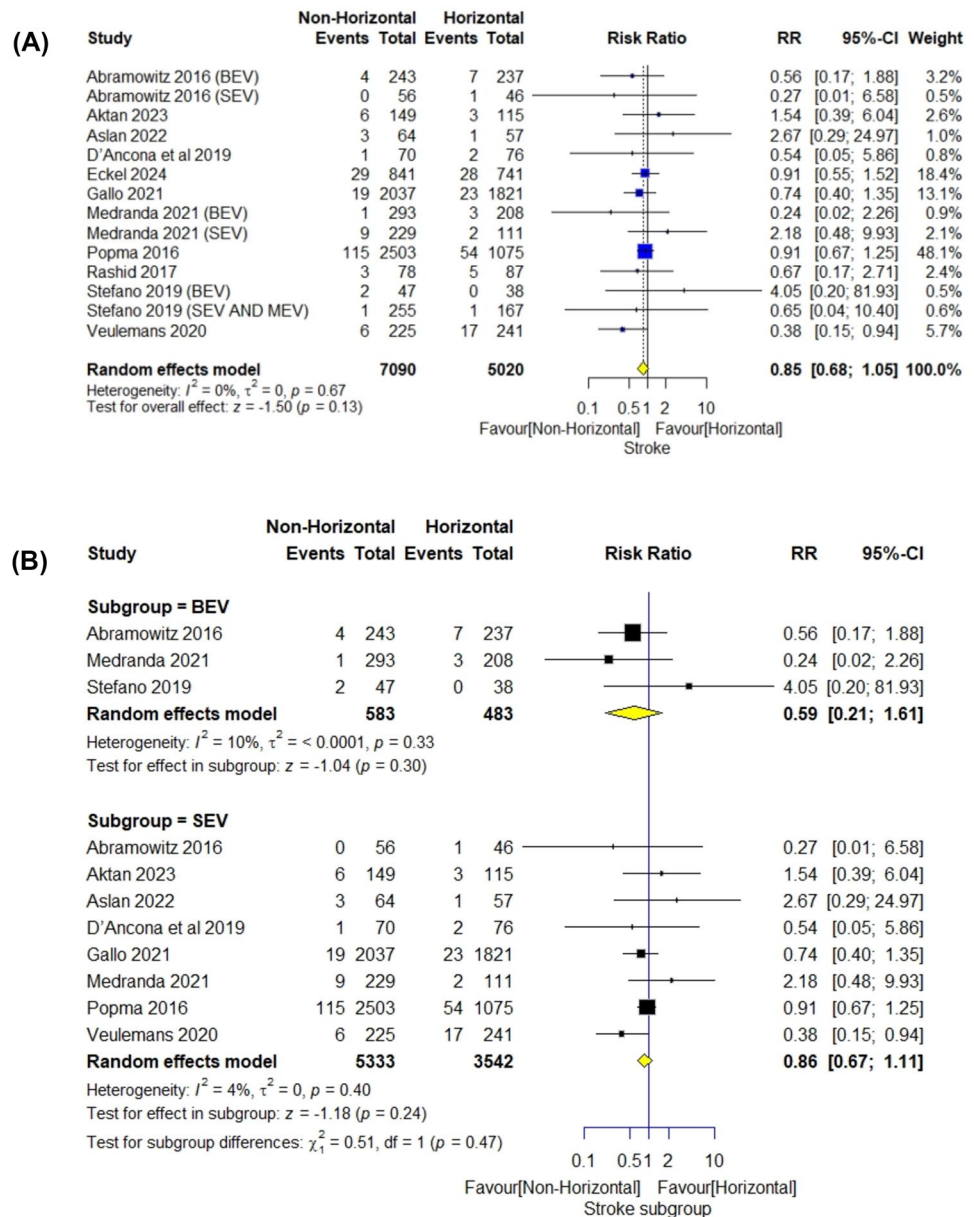 (A)
Non-Horizontal Horizontal
Study Events Total Events Total Risk Ratio RR 95%-CI Weight
Abramowitz 2016 (BEV) 4 243 7 237 0.56 [0.17; 1.88] 3.2%
Abramowitz 2016 (SEV) 0 56 1 46 0.27 [0.01; 6.58] 0.5%
Aktan 2023 6 149 3 115 1.54 [0.39; 6.04] 2.6%
Aslan 2022 3 64 1 57 2.67 [0.29; 24.97] 1.0%
D'Ancona et al 2019 1 70 2 76 0.54 [0.05; 5.86] 0.8%
Eckel 2024 29 841 28 741 0.91 [0.55; 1.52] 18.4%
Gallo 2021 19 2037 23 1821 0.74 [0.40; 1.35] 13.1%
Medranda 2021 (BEV) 1 293 3 208 0.24 [0.02; 2.26] 0.9%
Medranda 2021 (SEV) 9 229 2 111 2.18 [0.48; 9.93] 2.1%
Popma 2016 115 2503 54 1075 0.91 [0.67; 1.25] 48.1%
Rashid 2017 3 78 5 87 0.67 [0.17; 2.71] 2.4%
Stefano 2019 (BEV) 2 47 0 38 4.05 [0.20; 81.93] 0.5%
Stefano 2019 (SEV AND MEV) 1 255 1 167 0.65 [0.04; 10.40] 0.6%
Veulemans 2020 6 225 17 241 0.38 [0.15; 0.94] 5.7%
Random effects model 7090 5020 0.85 [0.68; 1.05] 100.0%
Heterogeneity: I² = 0%, τ² = 0, p = 0.67
Test for overall effect: z = -1.50 (p = 0.13)
0.1 0.5 1 2 10
Favour[Non-Horizontal] Favour[Horizontal]
Stroke
(B)
Non-Horizontal Horizontal
Study Events Total Events Total Risk Ratio RR 95%-CI
Subgroup = BEV
Abramowitz 2016 4 243 7 237 0.56 [0.17; 1.88]
Medranda 2021 1 293 3 208 0.24 [0.02; 2.26]
Stefano 2019 2 47 0 38 4.05 [0.20; 81.93]
Random effects model 583 483 0.59 [0.21; 1.61]
Heterogeneity: I² = 10%, τ² = < 0.0001, p = 0.33
Test for effect in subgroup: z = -1.04 (p = 0.30)
Subgroup = SEV
Abramowitz 2016 0 56 1 46 0.27 [0.01; 6.58]
Aktan 2023 6 149 3 115 1.54 [0.39; 6.04]
Aslan 2022 3 64 1 57 2.67 [0.29; 24.97]
D'Ancona et al 2019 1 70 2 76 0.54 [0.05; 5.86]
Gallo 2021 19 2037 23 1821 0.74 [0.40; 1.35]
Medranda 2021 9 229 2 111 2.18 [0.48; 9.93]
Popma 2016 115 2503 54 1075 0.91 [0.67; 1.25]
Veulemans 2020 6 225 17 241 0.38 [0.15; 0.94]
Random effects model 5333 3542 0.86 [0.67; 1.11]
Heterogeneity: I² = 4%, τ² = 0, p = 0.40
Test for effect in subgroup: z = -1.18 (p = 0.24)
Test for subgroup differences: χ₁² = 0.51, df = 1 (p = 0.47)
0.1 0.5 1 2 10
Favour[Non-Horizontal] Favour[Horizontal]
Stroke subgroup